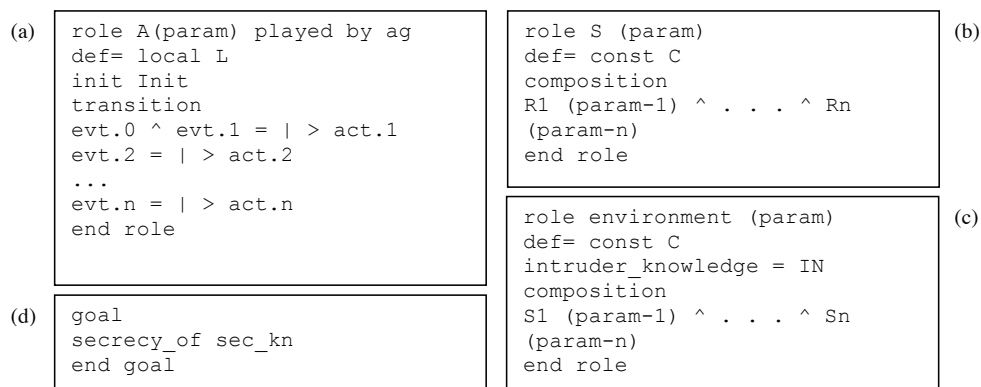 (a)
role A(param) played by ag
def= local L
init Init
transition
evt.0 ^ evt.1 = | > act.1
evt.2 = | > act.2
...
evt.n = | > act.n
end role
(b)
role S (param)
def= const C
composition
R1 (param-1) ^ . . . ^ Rn
(param-n)
end role
(c)
role environment (param)
def= const C
intruder_knowledge = IN
composition
S1 (param-1) ^ . . . ^ Sn
(param-n)
end role
(d)
goal
secrecy_of sec_kn
end goal